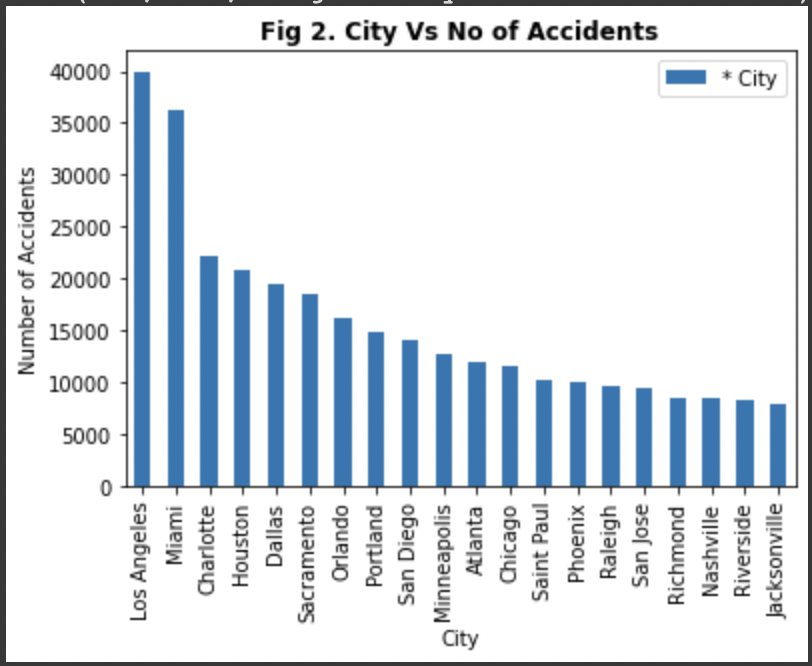 Fig 2. City Vs No of Accidents
* City
Number of Accidents
40000
35000
30000
25000
20000
15000
10000
5000
0
Los Angeles
Miami
Charlotte
Houston
Dallas
Sacramento
Orlando
Portland
San Diego
Minneapolis
Atlanta
Chicago
Saint Paul
Phoenix
Raleigh
San Jose
Richmond
Nashville
Riverside
Jacksonville
City